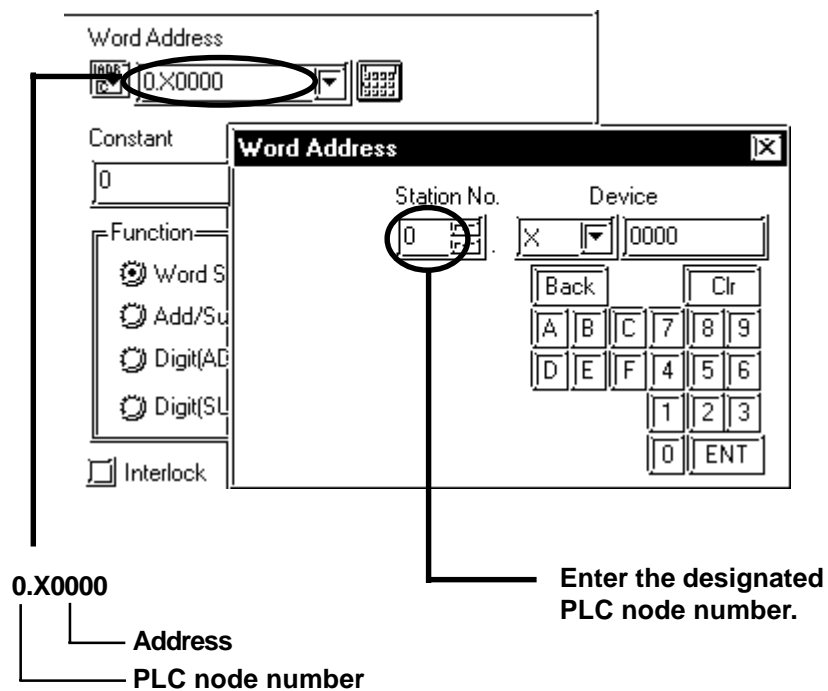 Word Address
0.X0000
Constant
0
Function
Word S
Add/Su
Digit(AD
Digit(SU
Interlock
Word Address
Station No. Device
0 . X 0000
Back Clr
A B C 7 8 9
D E F 4 5 6
1 2 3
0 ENT
0.X0000
Address
PLC node number
Enter the designated
PLC node number.